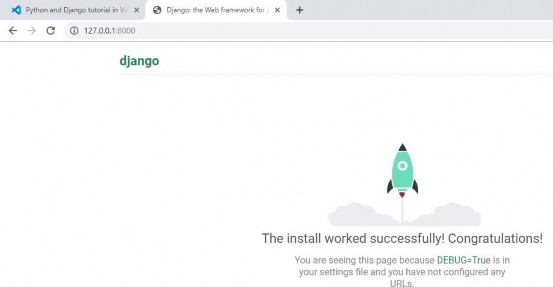 Python and Django tutorial in Vi
Django: the Web framework for
127.0.0.1:8000
django
The install worked successfully! Congratulations!
You are seeing this page because DEBUG=True is in
your settings file and you have not configured any
URLs.